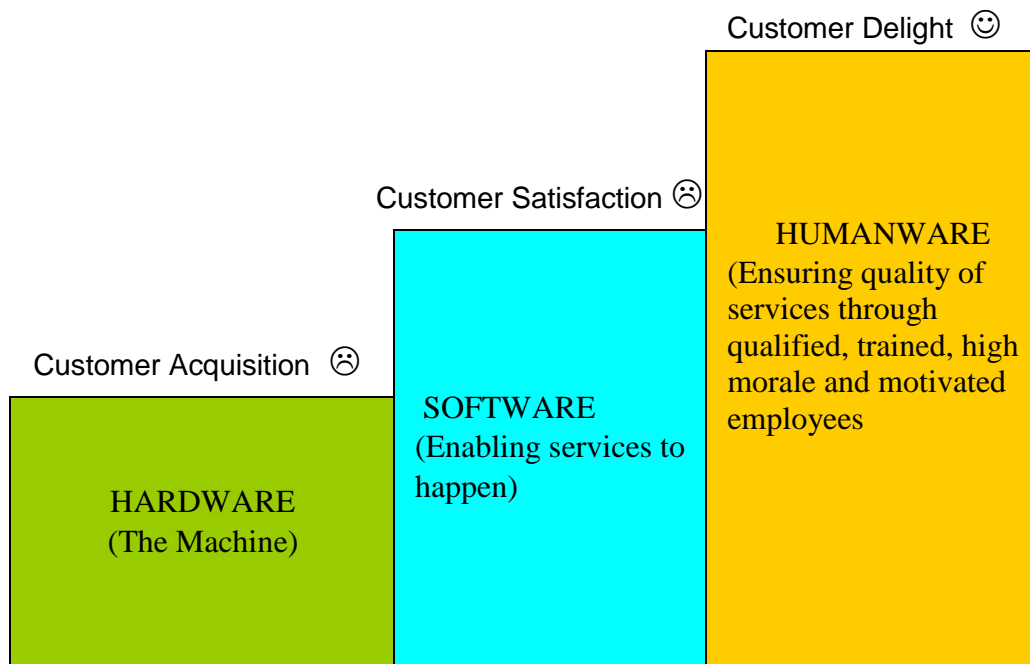 Customer Delight ☺
Customer Satisfaction ☹
Customer Acquisition ☹
HUMANWARE
(Ensuring quality of
services through
qualified, trained, high
morale and motivated
employees
SOFTWARE
(Enabling services to
happen)
HARDWARE
(The Machine)